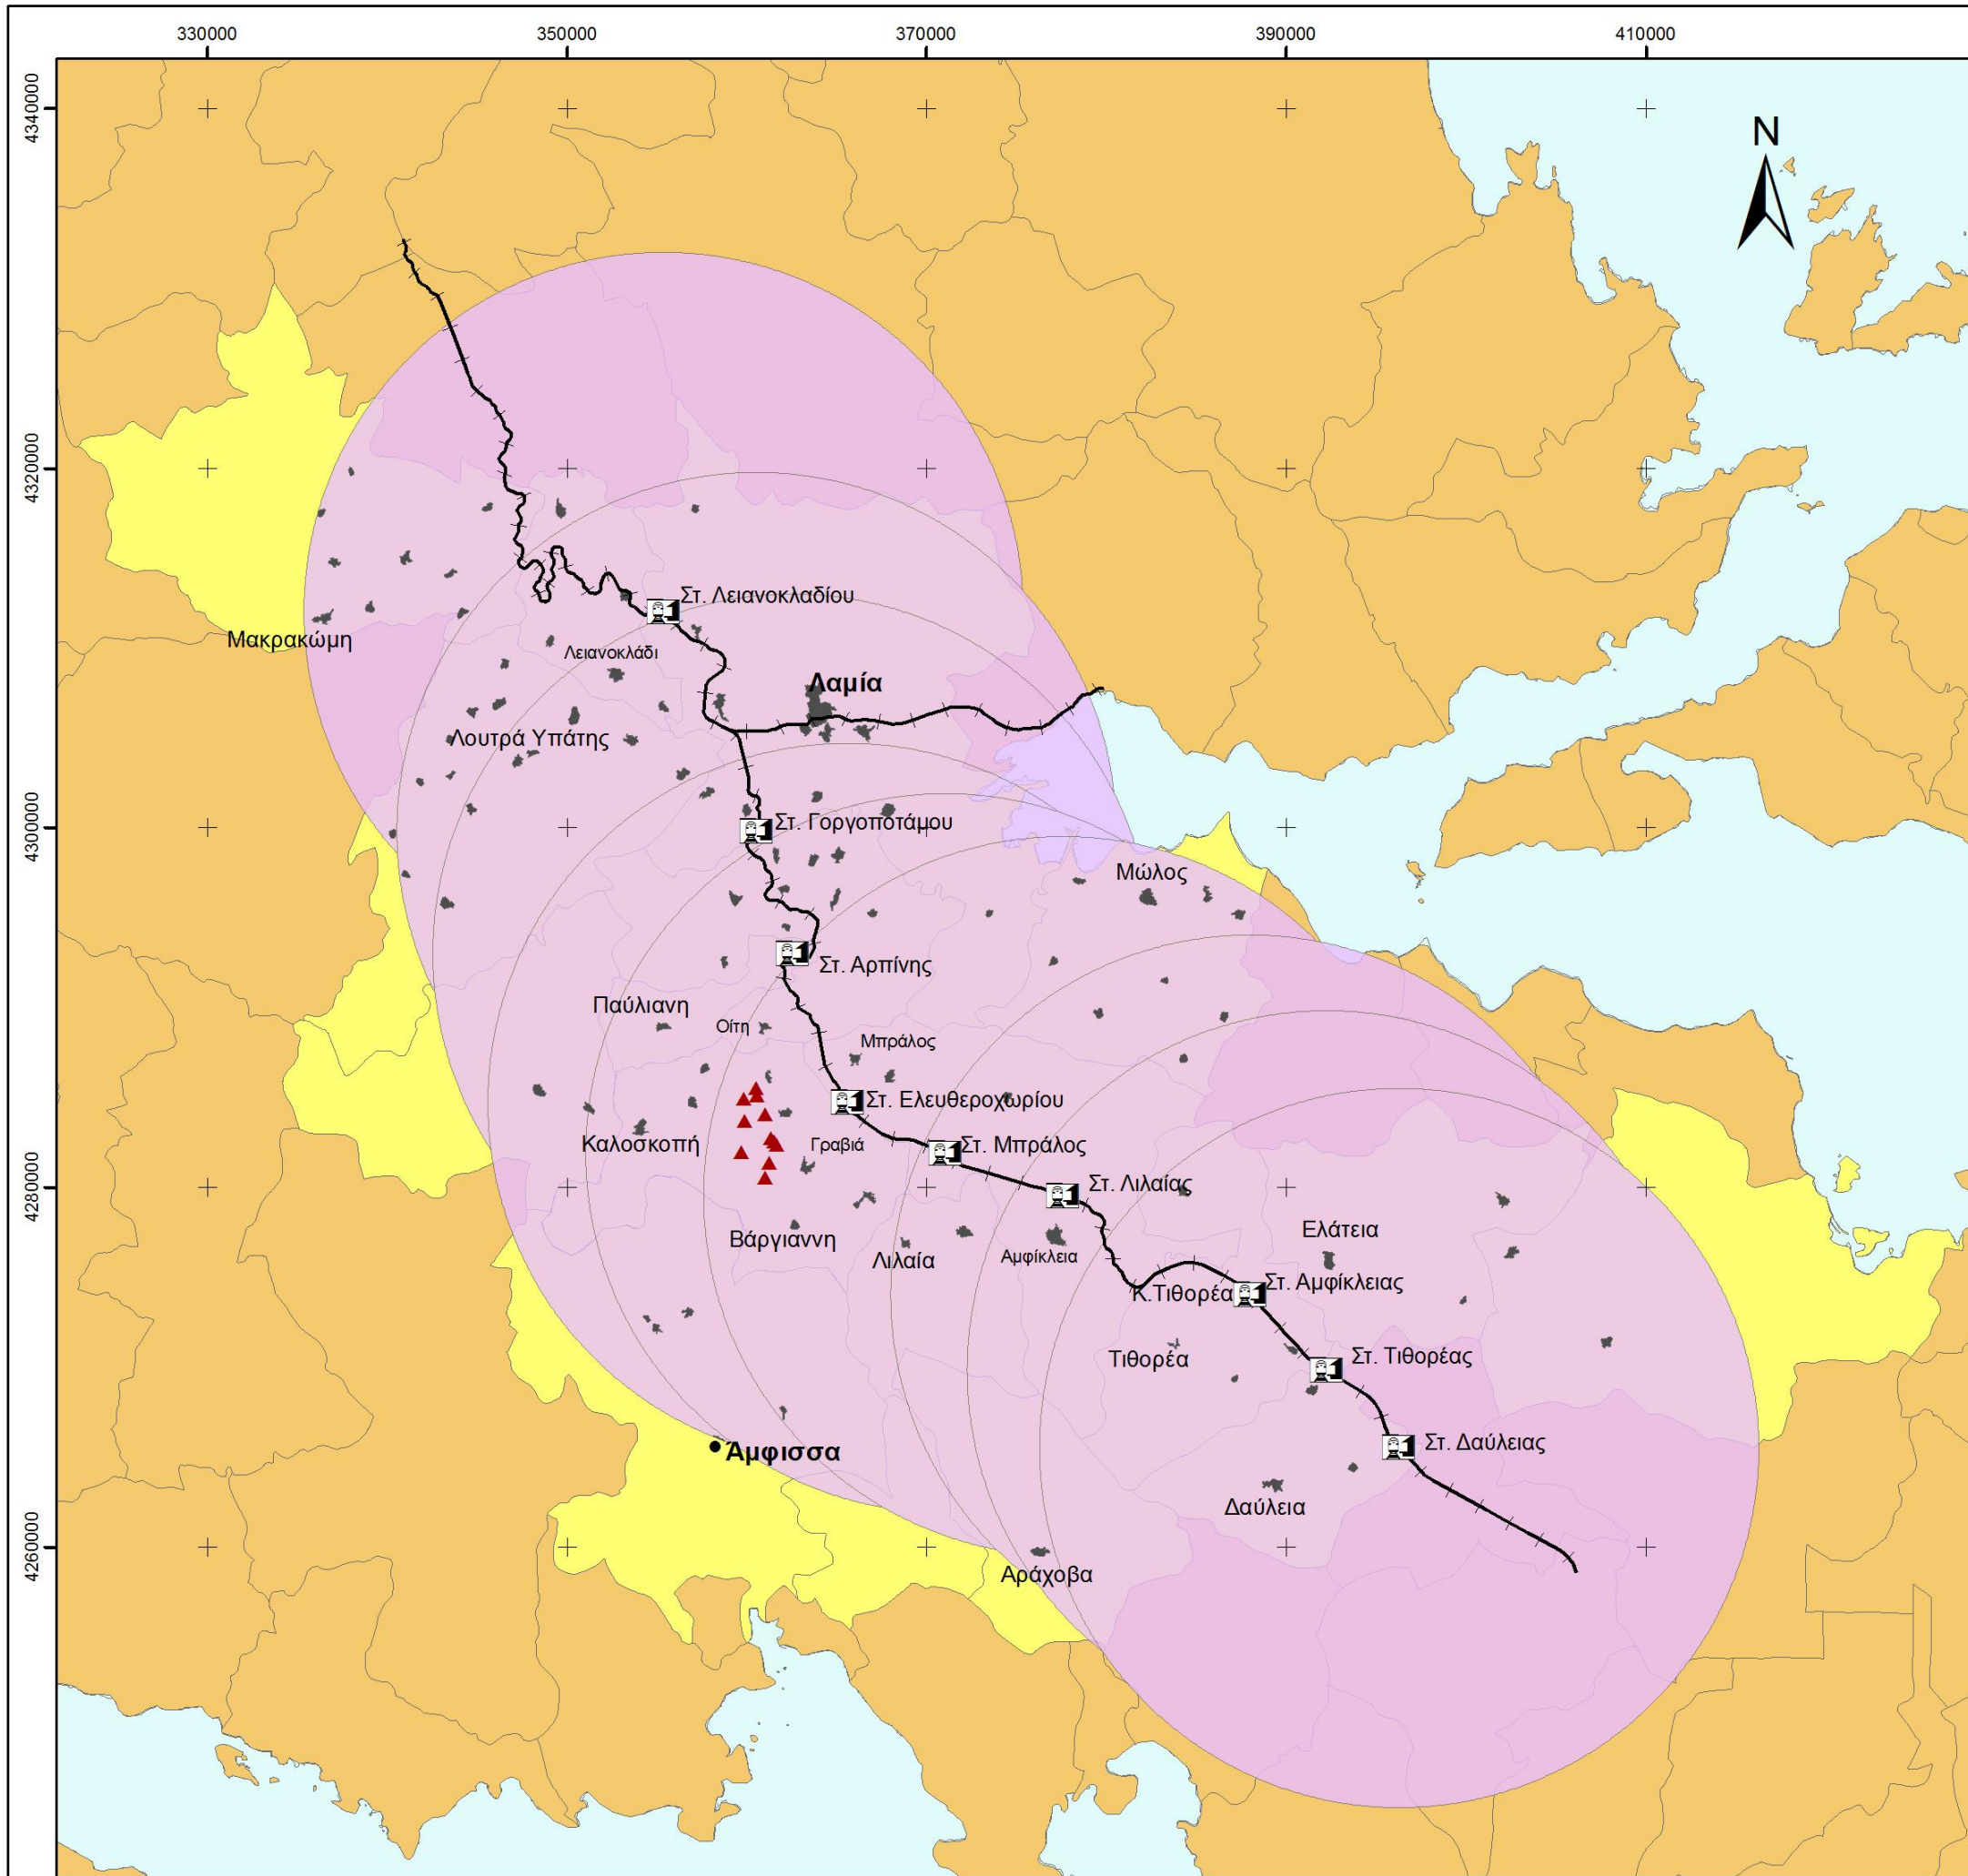 330000
350000
370000
390000
410000
4340000
N
4320000
Στ. Λειανοκλαδίου
Μακρακώμη
Λειανοκλάδι
Λαμία
Λουτρά Υπάτης
4300000
Στ. Γοργοποτάμου
Μώλος
Στ. Αρπίνης
Παύλιανη
Οίτη
Μπράλος
Στ. Ελευθεροχωρίου
Καλοσκοπή
Γραβιά
Στ. Μπράλος
4280000
Στ. Λιλαίας
Βάργιαννη
Λιλαία
Αμφίκλεια
Ελάτεια
Κ.Τιθορέα
Στ. Αμφίκλειας
Τιθορέα
Στ. Τιθορέας
Άμφισσα
Στ. Δαύλειας
Δαύλεια
4260000
Αράχοβα